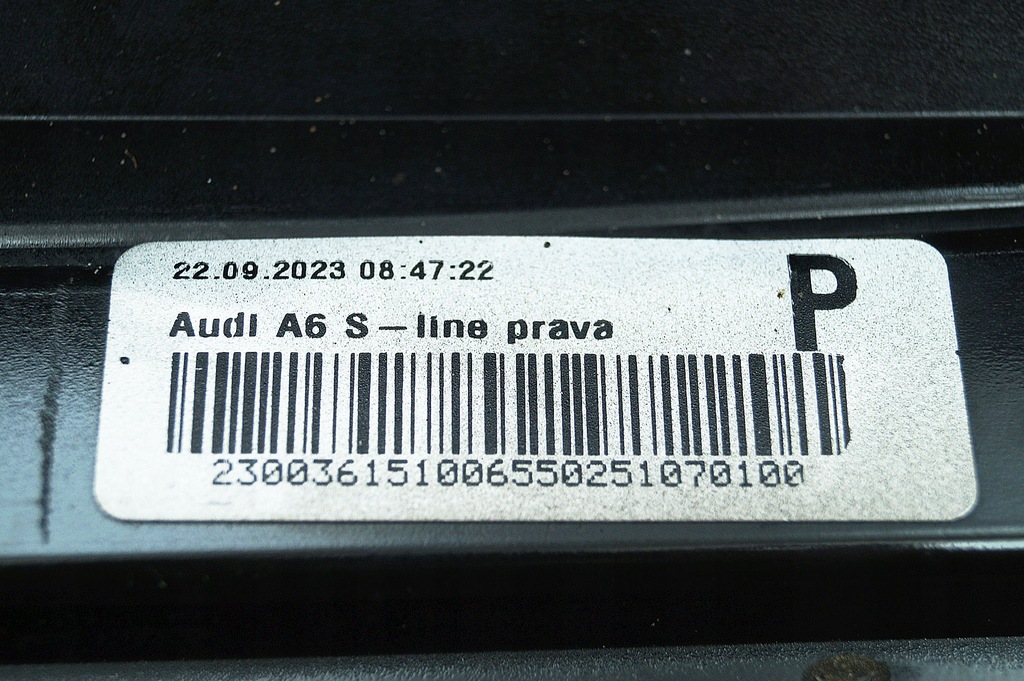 22.09.2023 08:47:22
P
Audi A6 S-line prava
230036151006550251070100